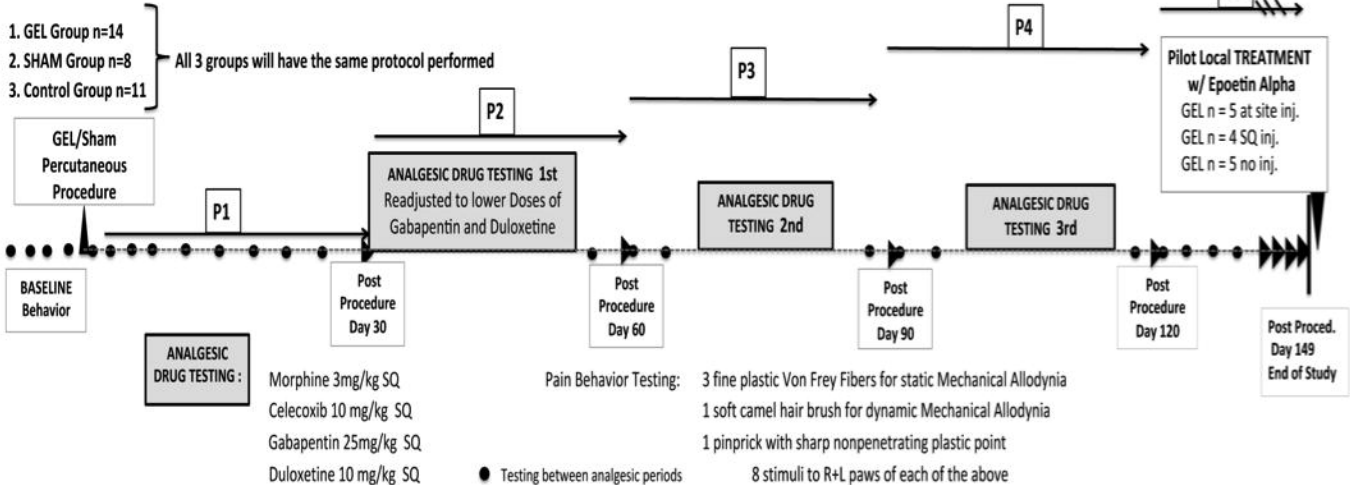 1. GEL Group n=14
2. SHAM Group n=8
3. Control Group n=11
All 3 groups will have the same protocol performed
GEL/Sham
Percutaneous
Procedure
P1
P2
P3
P4
ANALGESIC DRUG TESTING 1st
Readjusted to lower Doses of
Gabapentin and Duloxetine
ANALGESIC DRUG
TESTING 2nd
ANALGESIC DRUG
TESTING 3rd
Pilot Local TREATMENT
w/ Epoetin Alpha
GEL n = 5 at site inj.
GEL n = 4 SQ inj.
GEL n = 5 no inj.
BASELINE
Behavior
Post
Procedure
Day 30
Post
Procedure
Day 60
Post
Procedure
Day 90
Post
Procedure
Day 120
Post Proced.
Day 149
End of Study
ANALGESIC
DRUG TESTING :
Morphine 3mg/kg SQ
Celecoxib 10 mg/kg SQ
Gabapentin 25mg/kg SQ
Duloxetine 10 mg/kg SQ
Pain Behavior Testing:
3 fine plastic Von Frey Fibers for static Mechanical Allodynia
1 soft camel hair brush for dynamic Mechanical Allodynia
1 pinprick with sharp nonpenetrating plastic point
8 stimuli to R+L paws of each of the above
Testing between analgesic periods